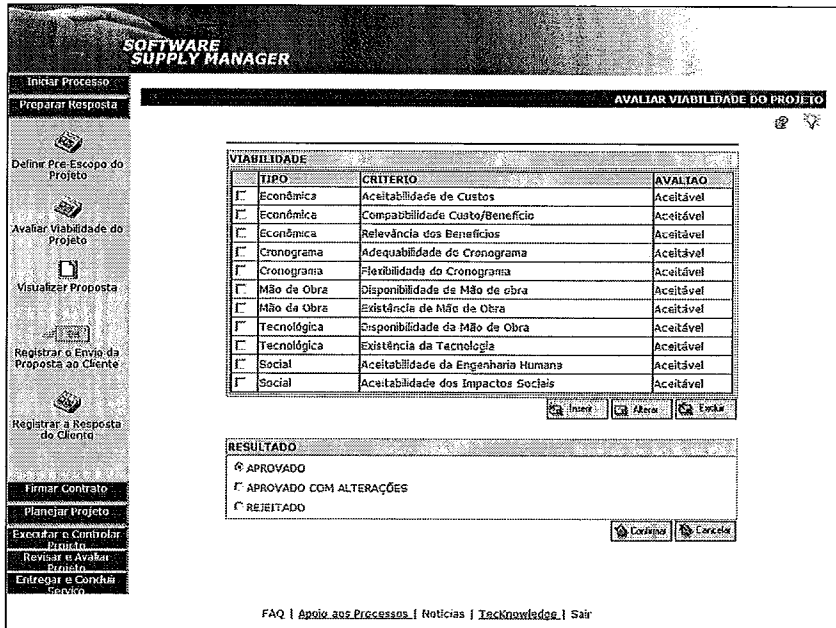 SOFTWARE
SUPPLY MANAGER
Iniciar Processo
Preparar Resposta
Definir Pre-Escopo do
Projeto
Avaliar Viabilidade do
Projeto
Visualizar Proposta
Registrar o Envio da
Proposta ao Cliente
Registrar a Resposta
do Cliente
Firmar Contrato
Planejar Projeto
Executar e Controlar
Projeto
Revisar e Avaliar
Projeto
Entregar e Concluir
Serviço
AVALIAR VIABILIDADE DO PROJETO
VIABILIDADE
TIPO CRITERIO AVALIAO
Econômica Aceitabilidade de Custos Aceitável
Econômica Compatibilidade Custo/Benefício Aceitável
Econômica Relevância dos Benefícios Aceitável
Cronograma Adequabilidade do Cronograma Aceitável
Cronograma Flexibilidade do Cronograma Aceitável
Mão de Obra Disponibilidade de Mão de obra Aceitável
Mão de Obra Existência de Mão de Obra Aceitável
Tecnológica Disponibilidade da Mão de Obra Aceitável
Tecnológica Existência da Tecnologia Aceitável
Social Aceitabilidade da Engenharia Humana Aceitável
Social Aceitabilidade dos Impactos Sociais Aceitável
Inserir Alterar Excluir
RESULTADO
APROVADO
APROVADO COM ALTERAÇÕES
REJEITADO
Confirmar Cancelar
FAQ | Apoio aos Processos | Notícias | TecKnowledge | Sair